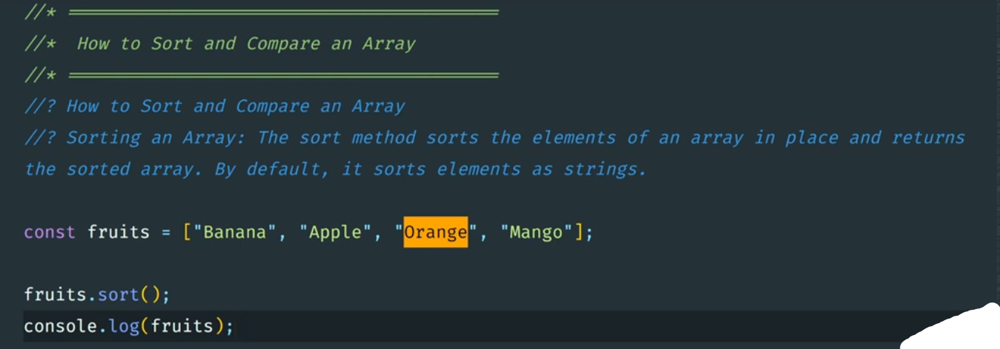 //* ==============================
//* How to Sort and Compare an Array
//* ==============================
//? How to Sort and Compare an Array
//? Sorting an Array: The sort method sorts the elements of an array in place and returns
the sorted array. By default, it sorts elements as strings.
const fruits = ["Banana", "Apple", "Orange", "Mango"];
fruits.sort();
console.log(fruits);